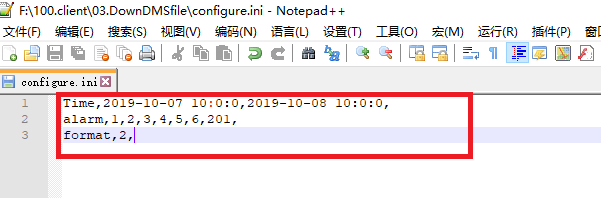 F:\100.client\03.DownDMSfile\configure.ini - Notepad++
文件(F) 编辑(E) 搜索(S) 视图(V) 编码(N) 语言(L) 设置(T) 工具(O) 宏(M) 运行(R) 插件(P) 窗口
configure.ini
1 Time,2019-10-07 10:0:0,2019-10-08 10:0:0,
2 alarm,1,2,3,4,5,6,201,
3 format,2,